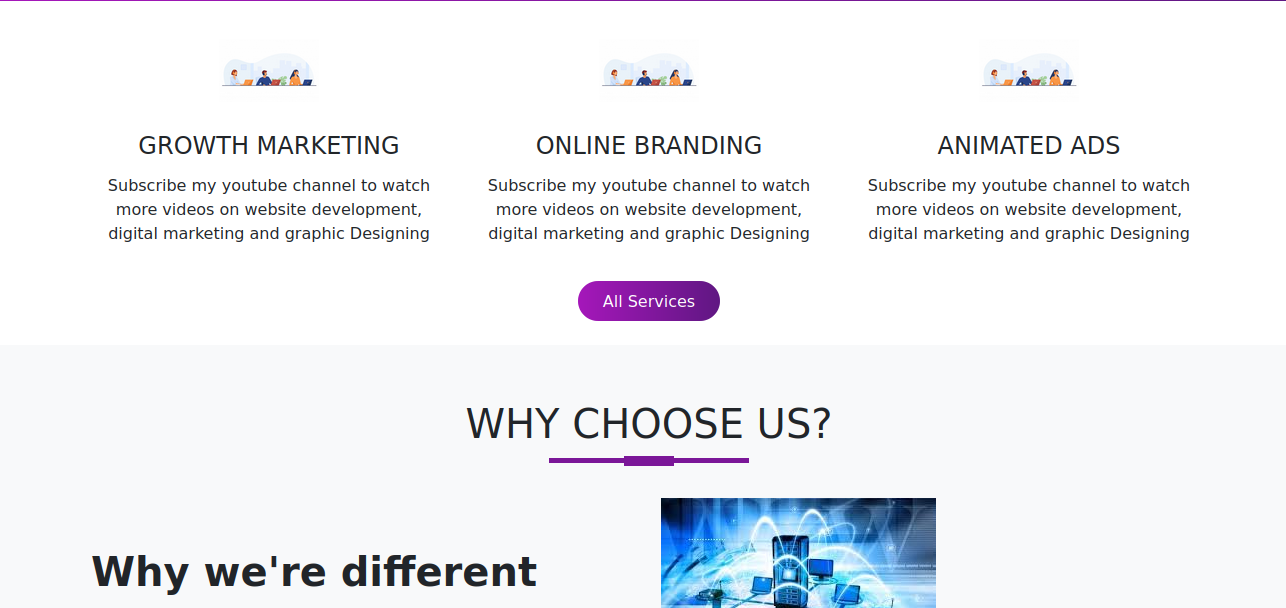 GROWTH MARKETING
Subscribe my youtube channel to watch
more videos on website development,
digital marketing and graphic Designing
ONLINE BRANDING
Subscribe my youtube channel to watch
more videos on website development,
digital marketing and graphic Designing
ANIMATED ADS
Subscribe my youtube channel to watch
more videos on website development,
digital marketing and graphic Designing
All Services
WHY CHOOSE US?
Why we're different